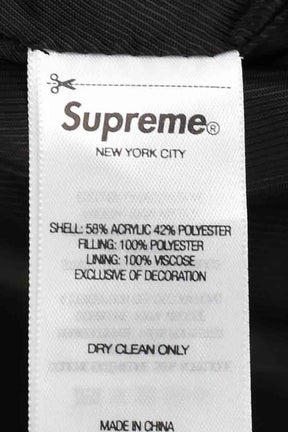 Supreme®
NEW YORK CITY
SHELL: 58% ACRYLIC 42% POLYESTER
FILLING: 100% POLYESTER
LINING: 100% VISCOSE
EXCLUSIVE OF DECORATION
DRY CLEAN ONLY
MADE IN CHINA